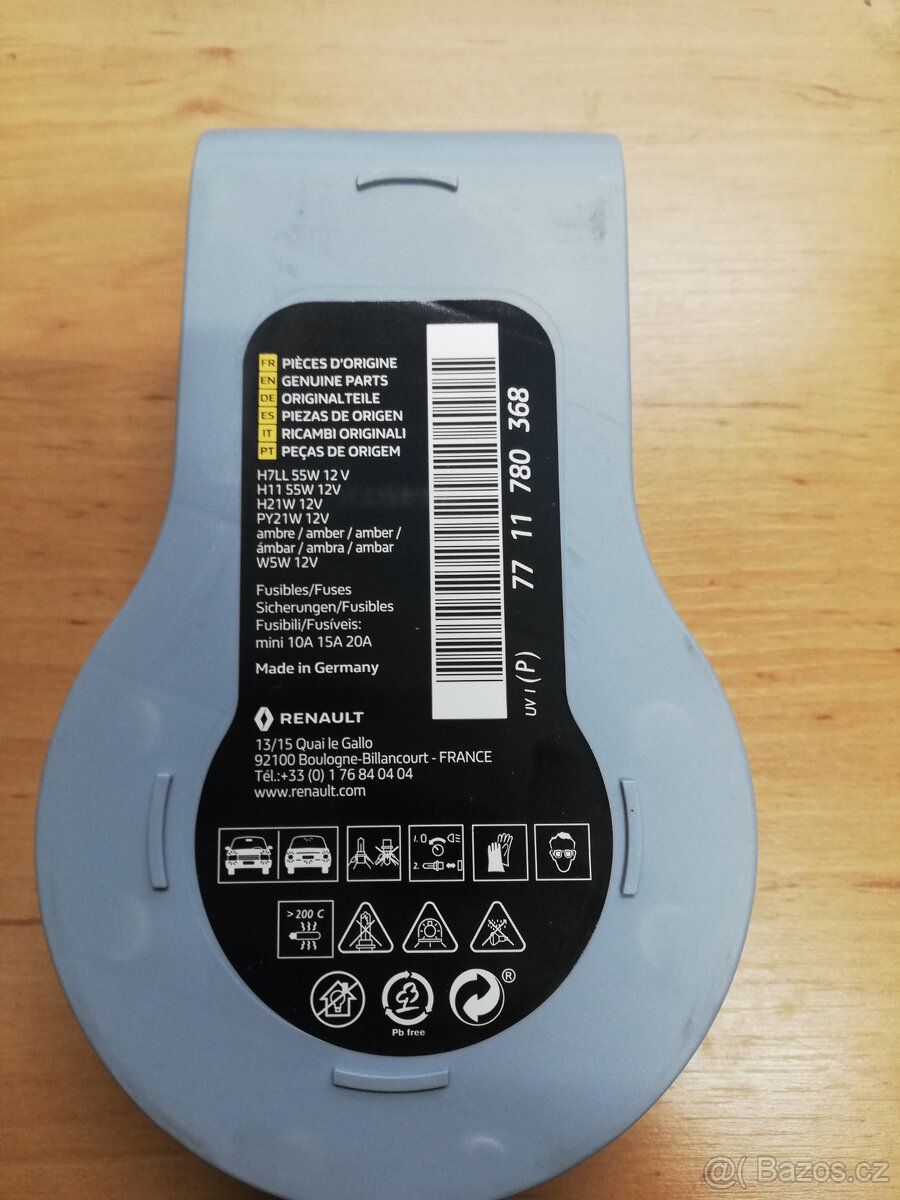 FR PIÈCES D'ORIGINE
EN GENUINE PARTS
DE ORIGINALTEILE
ES PIEZAS DE ORIGEN
IT RICAMBI ORIGINALI
PT PEÇAS DE ORIGEM
H7LL 55W 12 V
H11 55W 12V
H21W 12V
PY21W 12V
ambre / amber / amber /
ámbar / ambra / ambar
W5W 12V
Fusibles/Fuses
Sicherungen/Fusibles
Fusibili/Fusíveis:
mini 10A 15A 20A
Made in Germany
RENAULT
13/15 Quai le Gallo
92100 Boulogne-Billancourt - FRANCE
Tél.:+33 (0) 1 76 84 04 04
www.renault.com
77 11 780 368
UV 1 (P)
1. 0
2.
> 200 C
®
Pb free
@( Bazos.cz